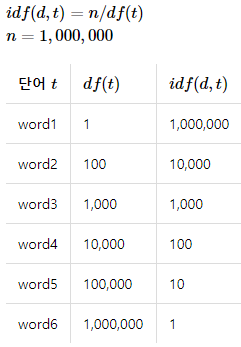 idf(d, t) = n/df(t)
n = 1,000,000
단어 t df(t) idf(d, t)
word1 1 1,000,000
word2 100 10,000
word3 1,000 1,000
word4 10,000 100
word5 100,000 10
word6 1,000,000 1